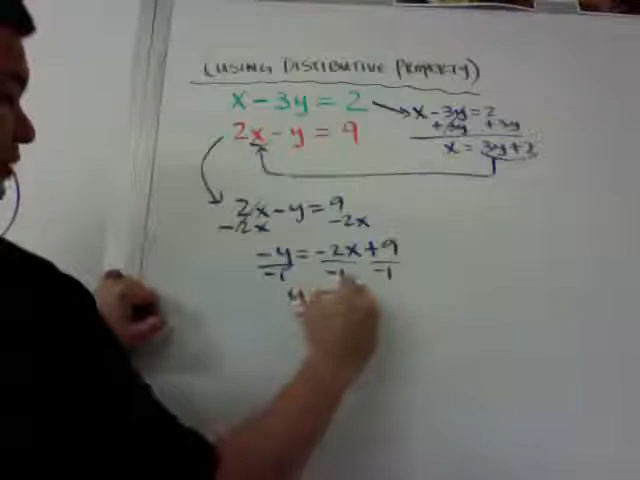 (USING DISTRIBUTIVE PROPERTY)
x - 3y = 2
2x - y = 9
x - 3y = 2
+3y +3y
x = 3y + 2
2x - y = 9
-2x -2x
-y = -2x + 9
-1 -1 -1
y